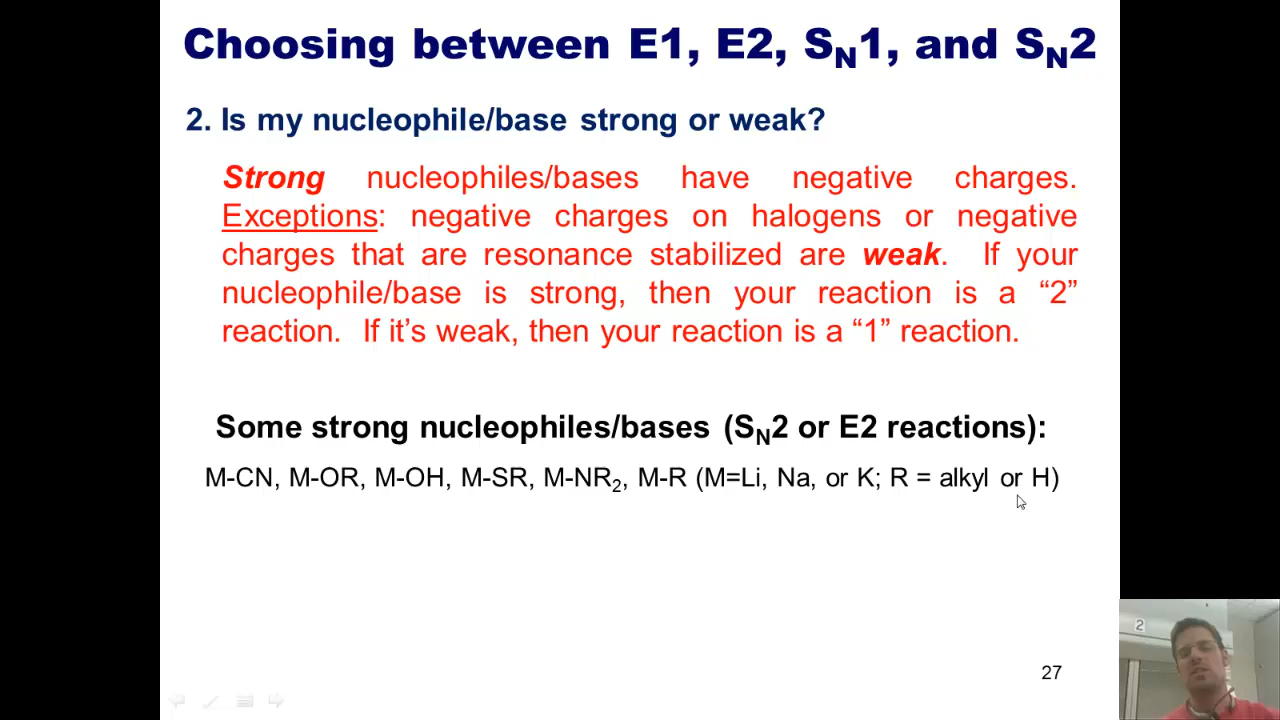 Choosing between E1, E2, SN1, and SN2
2. Is my nucleophile/base strong or weak?
Strong nucleophiles/bases have negative charges.
Exceptions: negative charges on halogens or negative
charges that are resonance stabilized are weak. If your
nucleophile/base is strong, then your reaction is a “2”
reaction. If it’s weak, then your reaction is a “1” reaction.
Some strong nucleophiles/bases (SN2 or E2 reactions):
M-CN, M-OR, M-OH, M-SR, M-NR2, M-R (M=Li, Na, or K; R = alkyl or H)
2
27